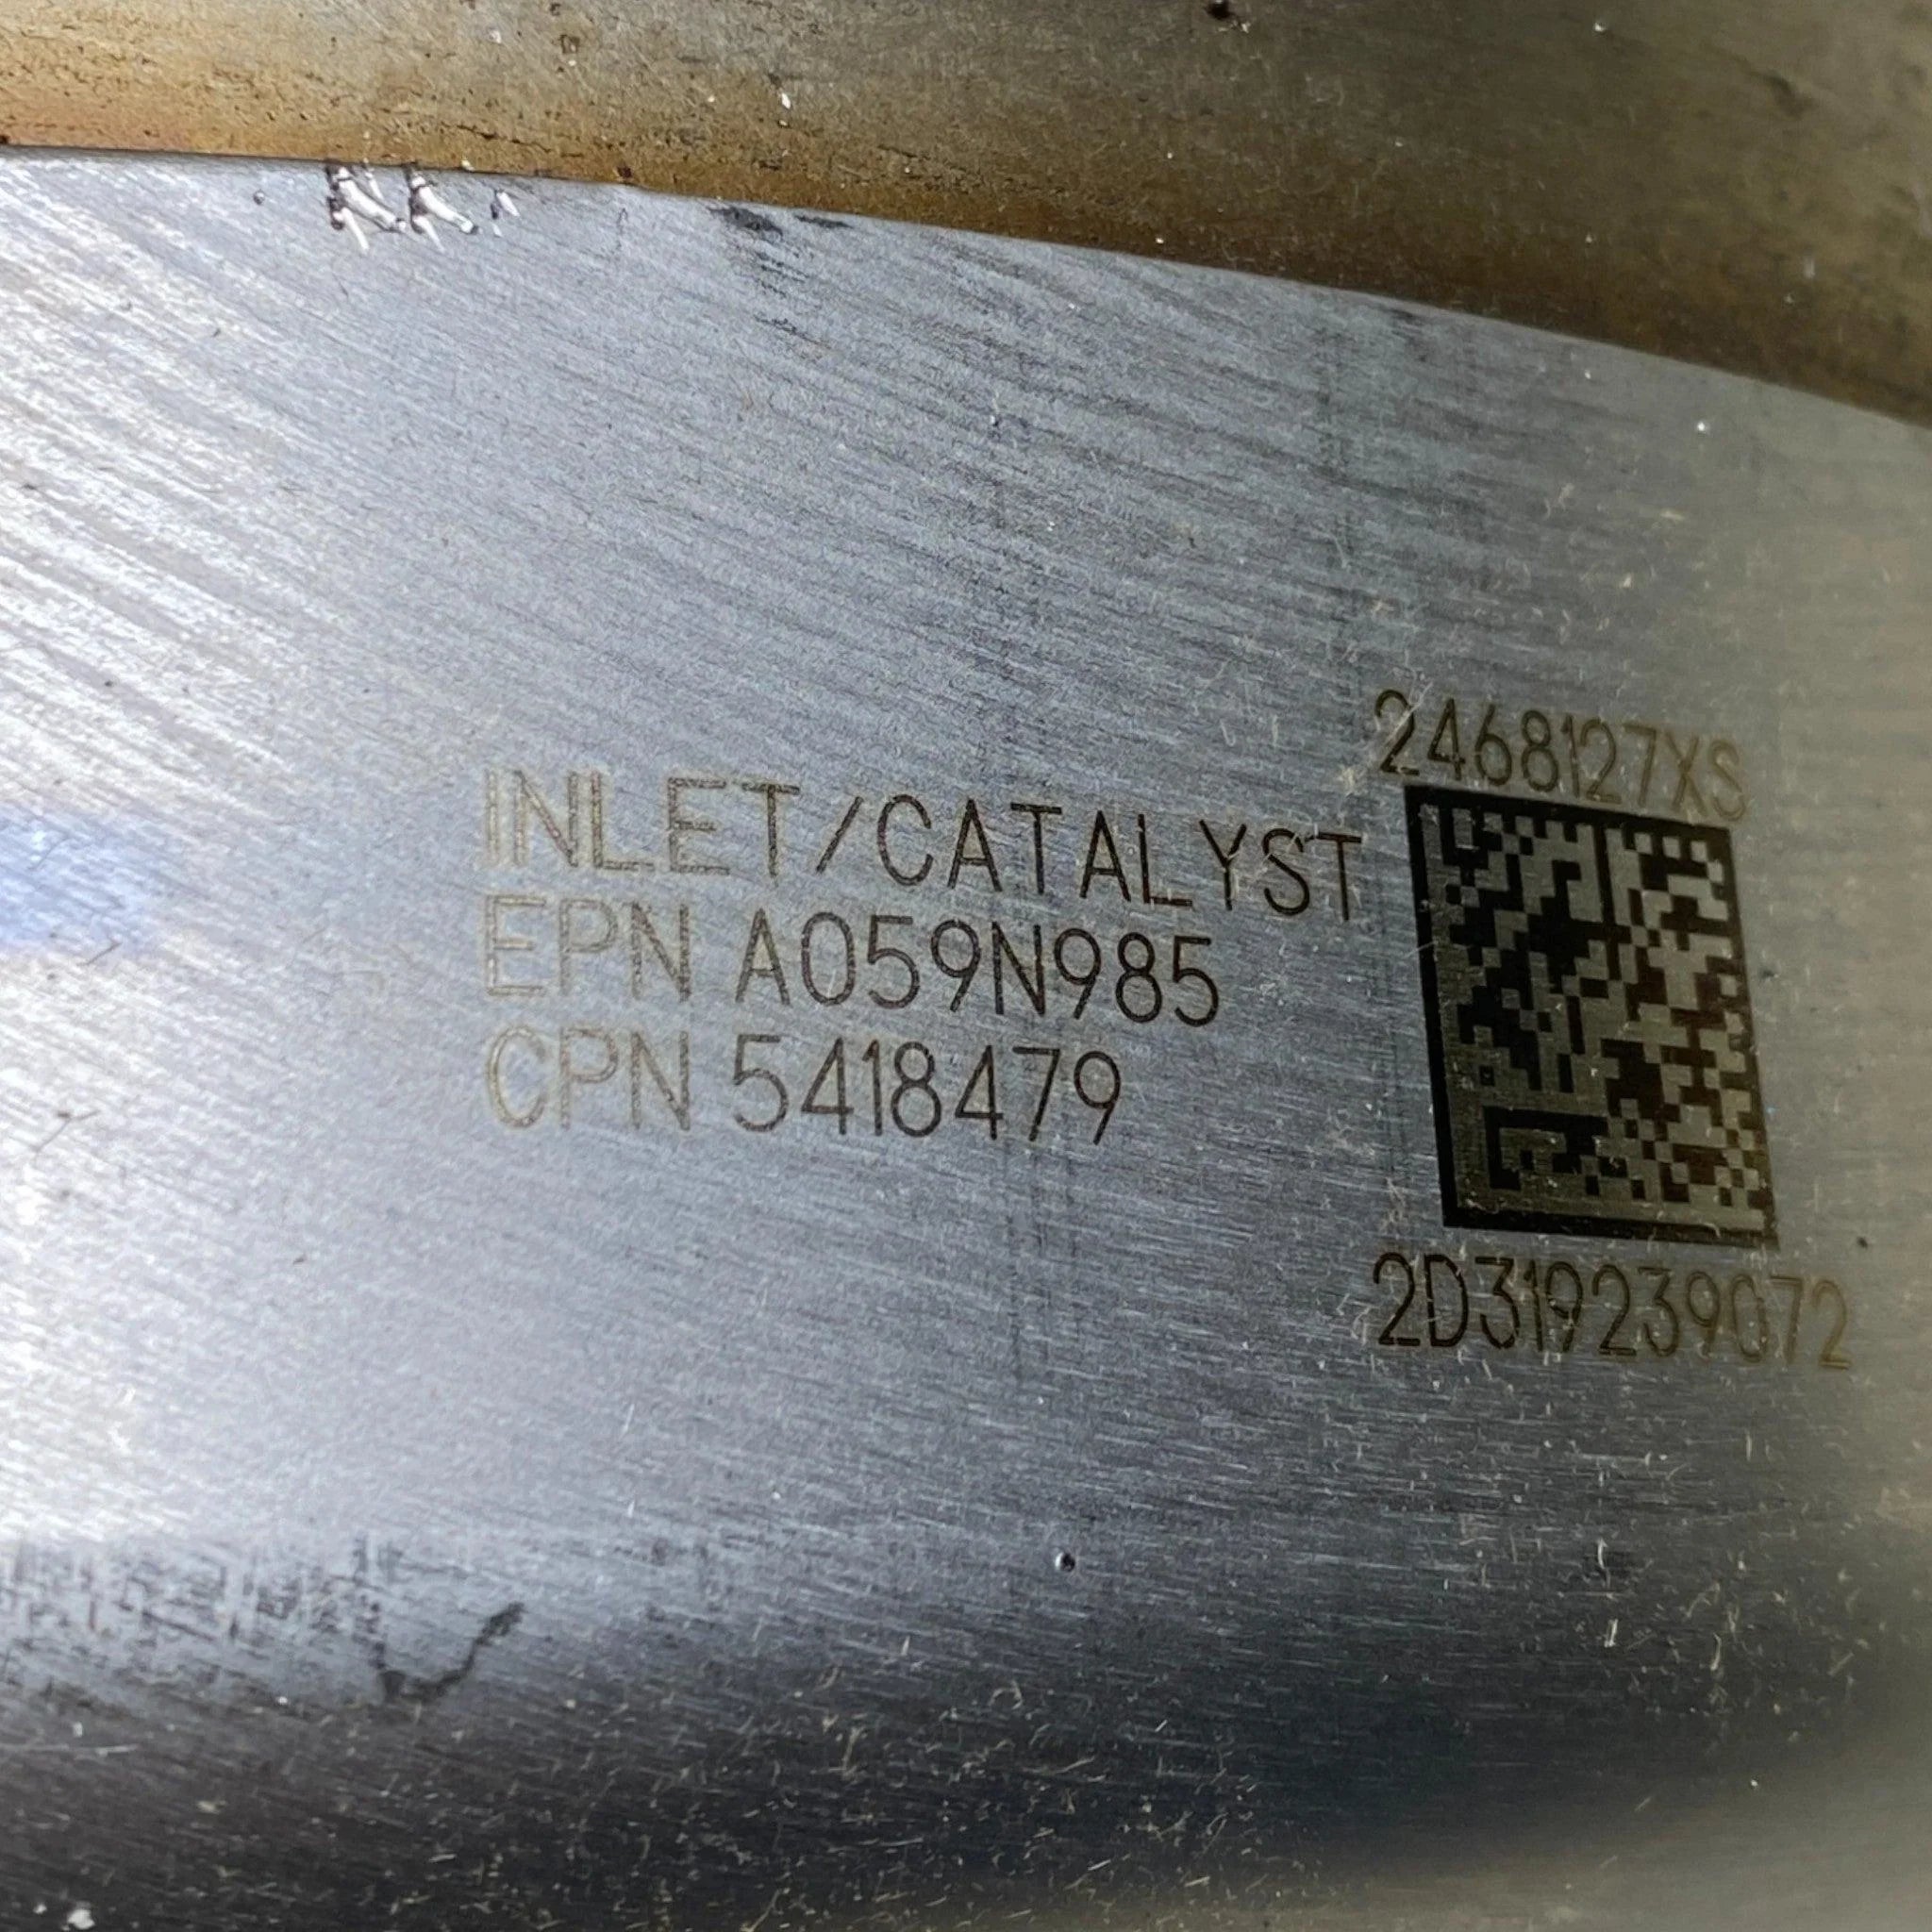 2468127XS
INLET/CATALYST
EPN A059N985
CPN 5418479
2D319239072